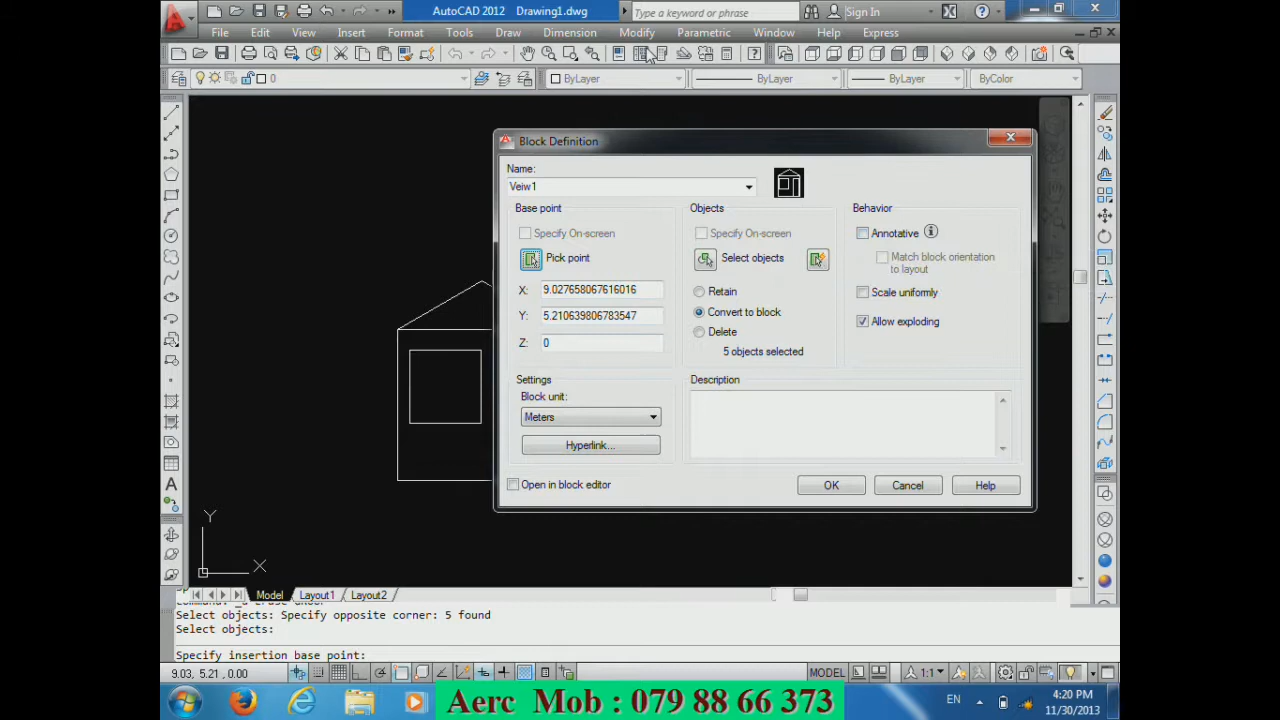 AutoCAD 2012 Drawing1.dwg
Type a keyword or phrase
Sign In
File Edit View Insert Format Tools Draw Dimension Modify Parametric Window Help Express
0
ByLayer
ByLayer
ByLayer
ByColor
Block Definition
Name:
Veiw1
Base point
Specify On-screen
Pick point
X: 9.027658067616016
Y: 5.210639806783547
Z: 0
Objects
Specify On-screen
Select objects
Retain
Convert to block
Delete
5 objects selected
Behavior
Annotative
Match block orientation
to layout
Scale uniformly
Allow exploding
Settings
Block unit:
Meters
Hyperlink...
Description
Open in block editor
OK Cancel Help
A
Y
X
Model Layout1 Layout2
Select objects: Specify opposite corner: 5 found
Select objects:
Specify insertion base point:
9.03, 5.21 , 0.00
MODEL
1:1
Aerc Mob : 079 88 66 373
EN
4:20 PM
11/30/2013